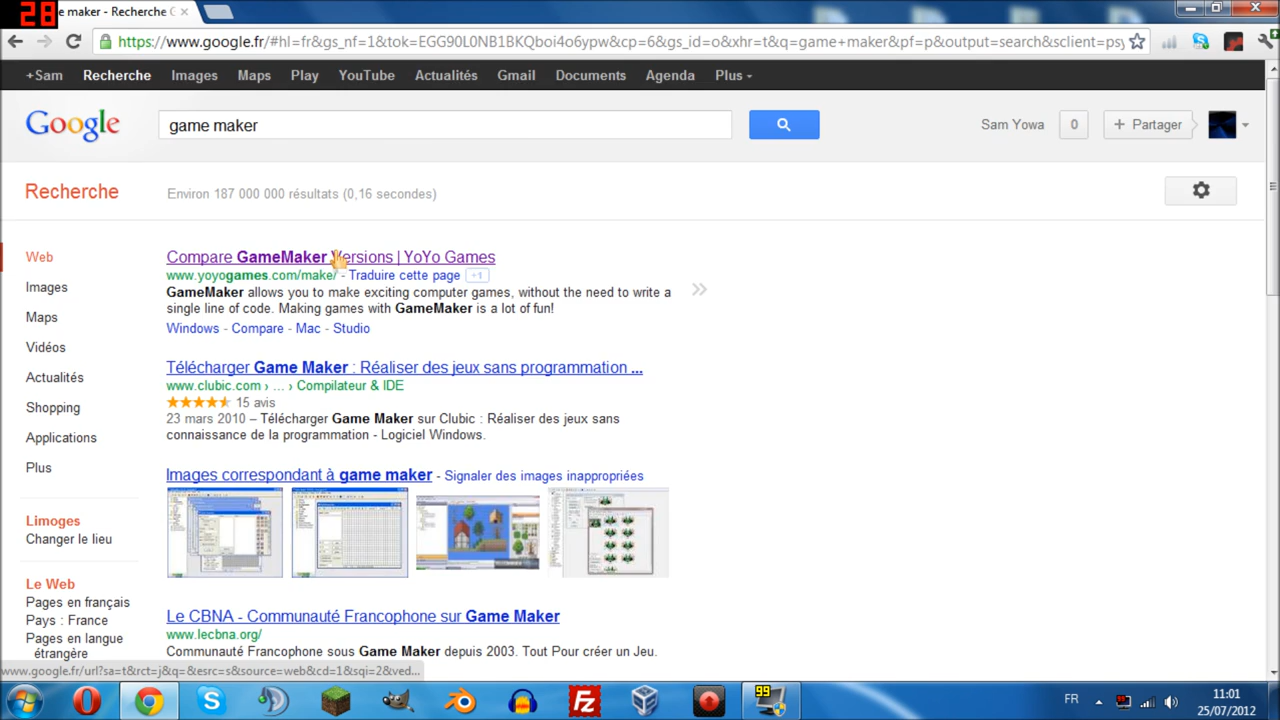 28
e maker - Recherche G
https://www.google.fr/#hl=fr&gs_nf=1&tok=EGG90L0NB1BKQboi4o6ypw&cp=6&gs_id=o&xhr=t&q=game+maker&pf=p&output=search&sclient=psy
+Sam Recherche Images Maps Play YouTube Actualités Gmail Documents Agenda Plus
Google
game maker
Sam Yowa 0 + Partager
Recherche
Environ 187 000 000 résultats (0,16 secondes)
Web
Images
Maps
Vidéos
Actualités
Shopping
Applications
Plus
Limoges
Changer le lieu
Le Web
Pages en français
Pays : France
Pages en langue
étrangère
Compare GameMaker Versions | YoYo Games
www.yoyogames.com/make/ - Traduire cette page +1
GameMaker allows you to make exciting computer games, without the need to write a
single line of code. Making games with GameMaker is a lot of fun!
Windows - Compare - Mac - Studio
Télécharger Game Maker : Réaliser des jeux sans programmation ...
www.clubic.com › ... › Compilateur & IDE
15 avis
23 mars 2010 – Télécharger Game Maker sur Clubic : Réaliser des jeux sans
connaissance de la programmation - Logiciel Windows.
Images correspondant à game maker - Signaler des images inappropriées
Le CBNA - Communauté Francophone sur Game Maker
www.lecbna.org/
Communauté Francophone sous Game Maker depuis 2003. Tout Pour créer un Jeu.
www.google.fr/url?sa=t&rct=j&q=&esrc=s&source=web&cd=1&sqi=2&ved...
99
FR
11:01
25/07/2012